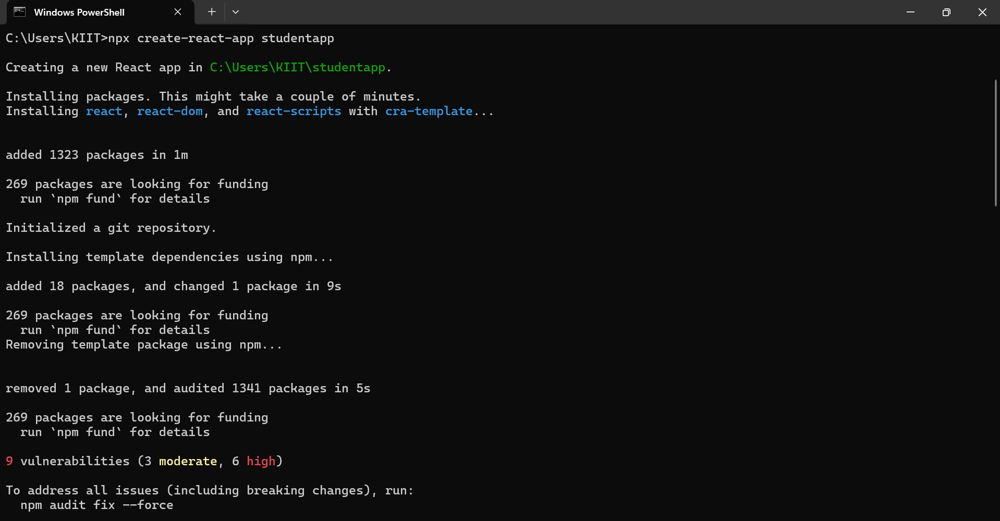 Windows PowerShell
C:\Users\KIIT>npx create-react-app studentapp
Creating a new React app in C:\Users\KIIT\studentapp.
Installing packages. This might take a couple of minutes.
Installing react, react-dom, and react-scripts with cra-template...
added 1323 packages in 1m
269 packages are looking for funding
  run `npm fund` for details
Initialized a git repository.
Installing template dependencies using npm...
added 18 packages, and changed 1 package in 9s
269 packages are looking for funding
  run `npm fund` for details
Removing template package using npm...
removed 1 package, and audited 1341 packages in 5s
269 packages are looking for funding
  run `npm fund` for details
9 vulnerabilities (3 moderate, 6 high)
To address all issues (including breaking changes), run:
  npm audit fix --force